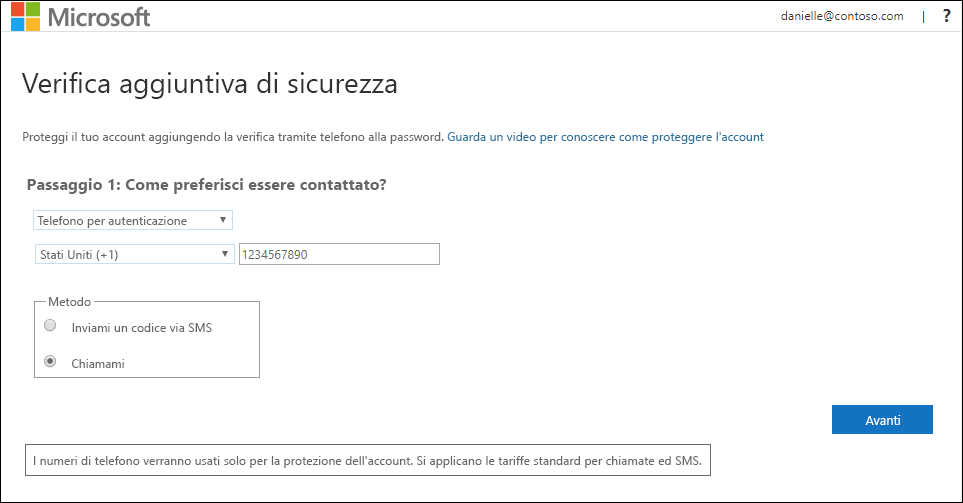 Microsoft
danielle@contoso.com | ?
Verifica aggiuntiva di sicurezza
Proteggi il tuo account aggiungendo la verifica tramite telefono alla password. Guarda un video per conoscere come proteggere l'account
Passaggio 1: Come preferisci essere contattato?
Telefono per autenticazione
Stati Uniti (+1) 1234567890
Metodo
Inviami un codice via SMS
Chiamami
Avanti
I numeri di telefono verranno usati solo per la protezione dell'account. Si applicano le tariffe standard per chiamate ed SMS.